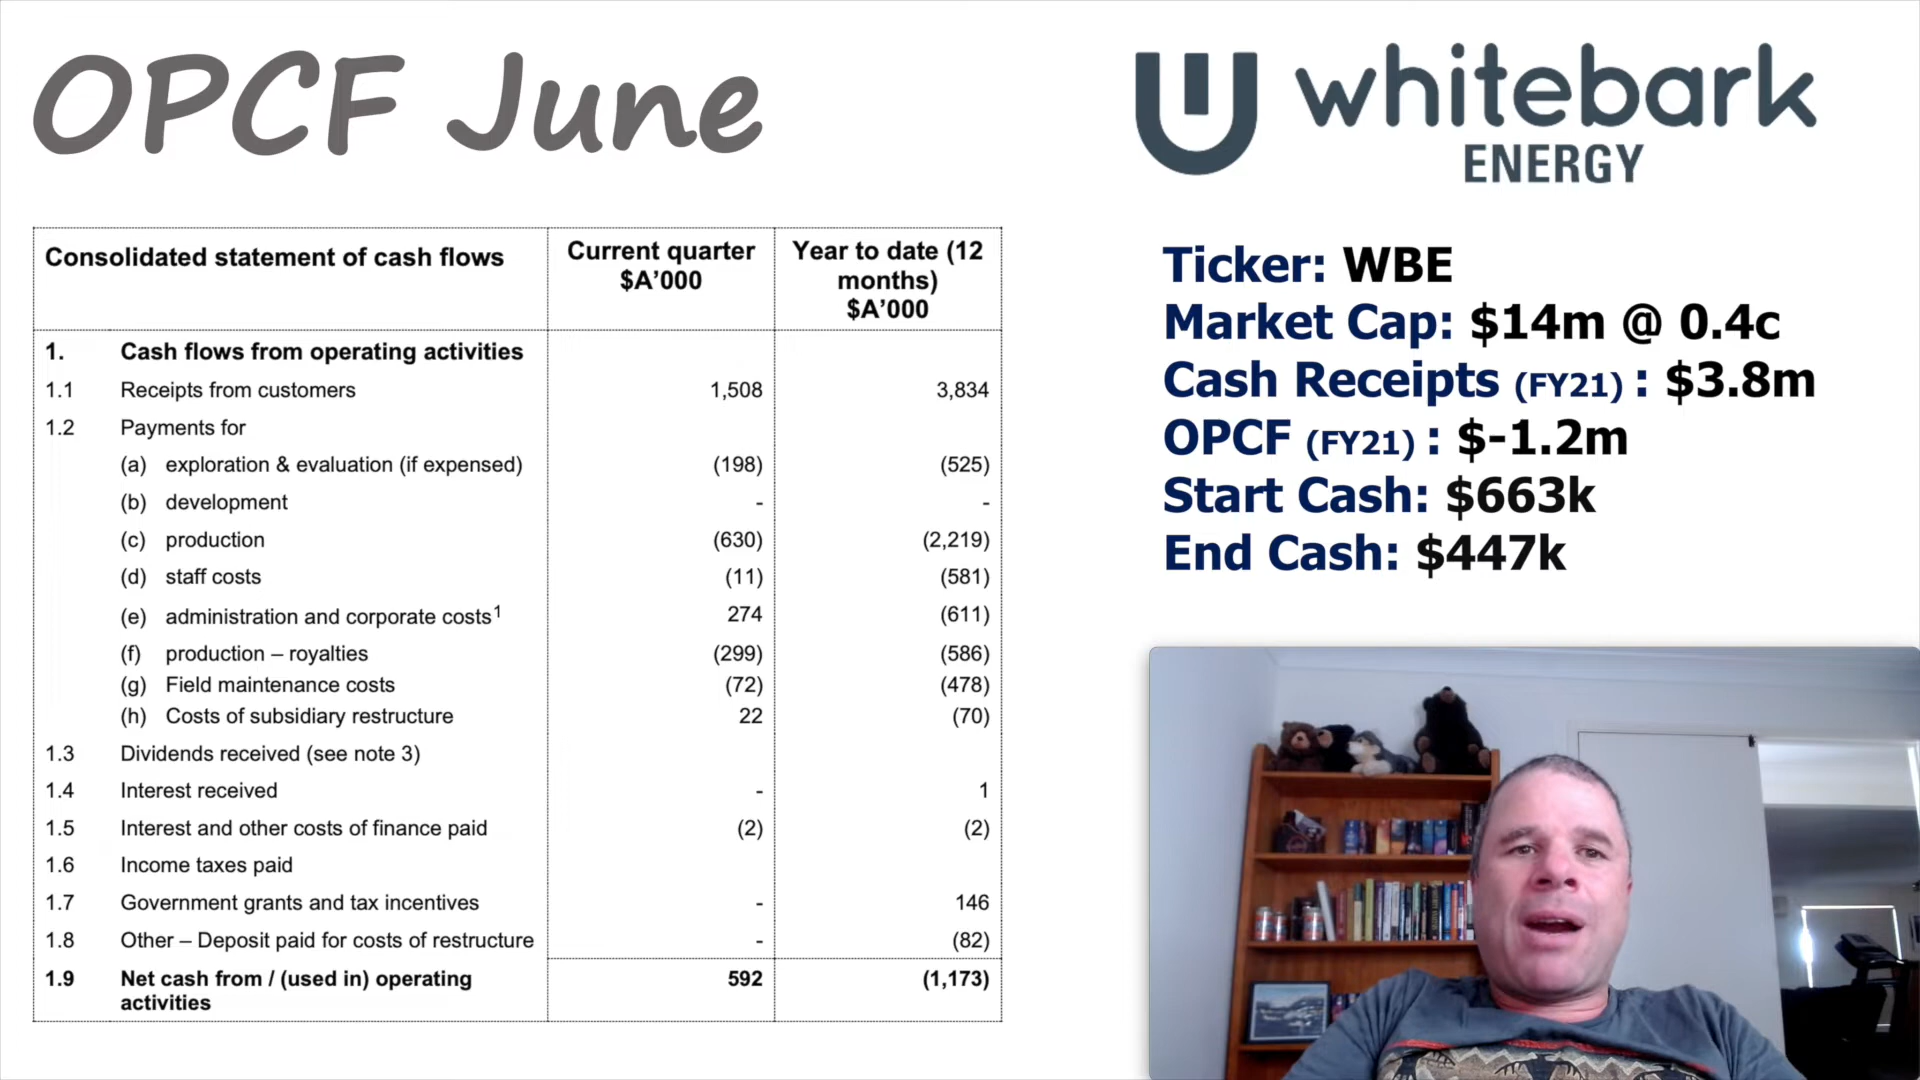 OPCF June
whitebark
ENERGY
Consolidated statement of cash flows Current quarter $A’000 Year to date (12 months) $A’000
1. Cash flows from operating activities
1.1 Receipts from customers 1,508 3,834
1.2 Payments for
(a) exploration & evaluation (if expensed) (198) (525)
(b) development - -
(c) production (630) (2,219)
(d) staff costs (11) (581)
(e) administration and corporate costs1 274 (611)
(f) production – royalties (299) (586)
(g) Field maintenance costs (72) (478)
(h) Costs of subsidiary restructure 22 (70)
1.3 Dividends received (see note 3)
1.4 Interest received - 1
1.5 Interest and other costs of finance paid (2) (2)
1.6 Income taxes paid
1.7 Government grants and tax incentives - 146
1.8 Other – Deposit paid for costs of restructure - (82)
1.9 Net cash from / (used in) operating activities 592 (1,173)
Ticker: WBE
Market Cap: $14m @ 0.4c
Cash Receipts (FY21) : $3.8m
OPCF (FY21) : $-1.2m
Start Cash: $663k
End Cash: $447k